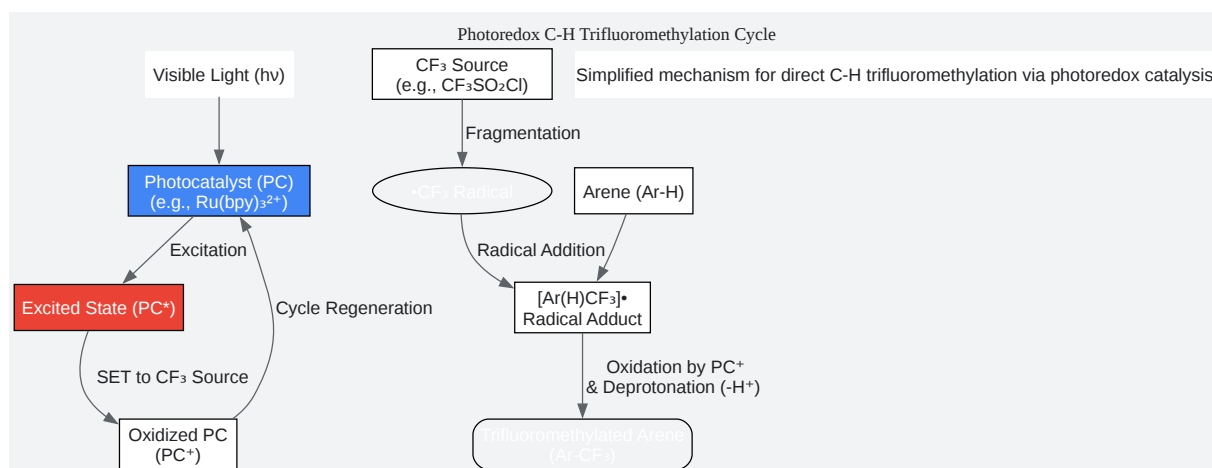 Photoredox C-H Trifluoromethylation Cycle
Visible Light (hν)
CF₃ Source
(e.g., CF₃SO₂Cl)
Simplified mechanism for direct C-H trifluoromethylation via photoredox catalysis
Fragmentation
Photocatalyst (PC)
(e.g., Ru(bpy)₃²⁺)
•CF₃ Radical
Arene (Ar-H)
Excitation
Radical Addition
Excited State (PC*)
Cycle Regeneration
[Ar(H)CF₃]•
Radical Adduct
SET to CF₃ Source
Oxidation by PC⁺
& Deprotonation (-H⁺)
Oxidized PC
(PC⁺)
Trifluoromethylated Arene
(Ar-CF₃)